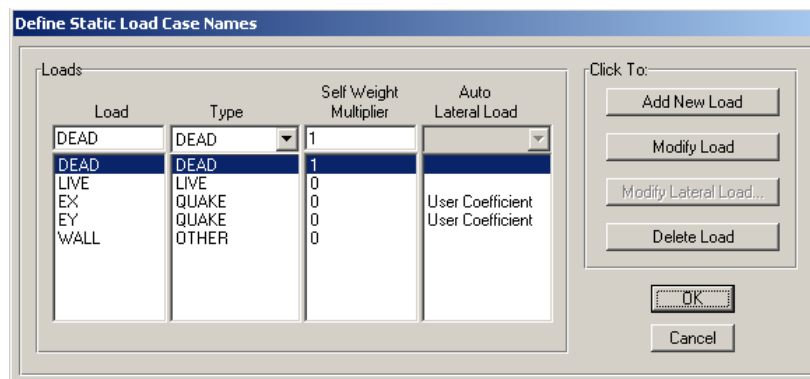 Define Static Load Case Names
Loads
Load Type Self Weight Multiplier Auto Lateral Load
DEAD DEAD 1
DEAD DEAD 1
LIVE LIVE 0
EX QUAKE 0 User Coefficient
EY QUAKE 0 User Coefficient
WALL OTHER 0
Click To:
Add New Load
Modify Load
Modify Lateral Load...
Delete Load
OK
Cancel